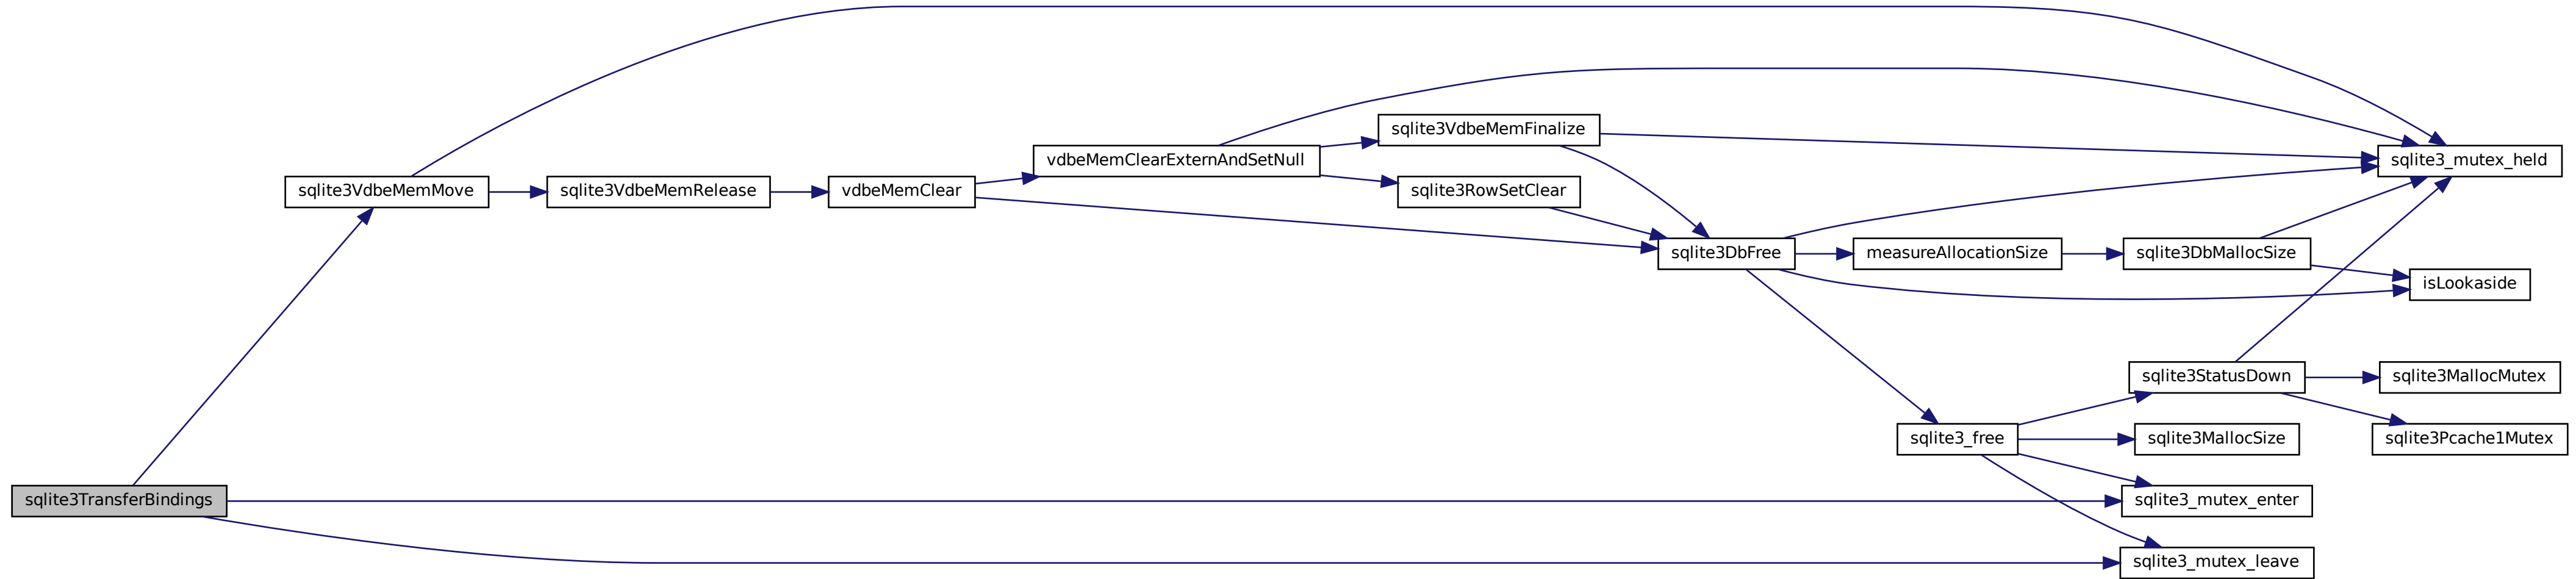 sqlite3VdbeMemFinalize
vdbeMemClearExternAndSetNull
sqlite3_mutex_held
sqlite3VdbeMemMove
sqlite3VdbeMemRelease
vdbeMemClear
sqlite3RowSetClear
sqlite3DbFree
measureAllocationSize
sqlite3DbMallocSize
isLookaside
sqlite3StatusDown
sqlite3MallocMutex
sqlite3_free
sqlite3MallocSize
sqlite3Pcache1Mutex
sqlite3TransferBindings
sqlite3_mutex_enter
sqlite3_mutex_leave